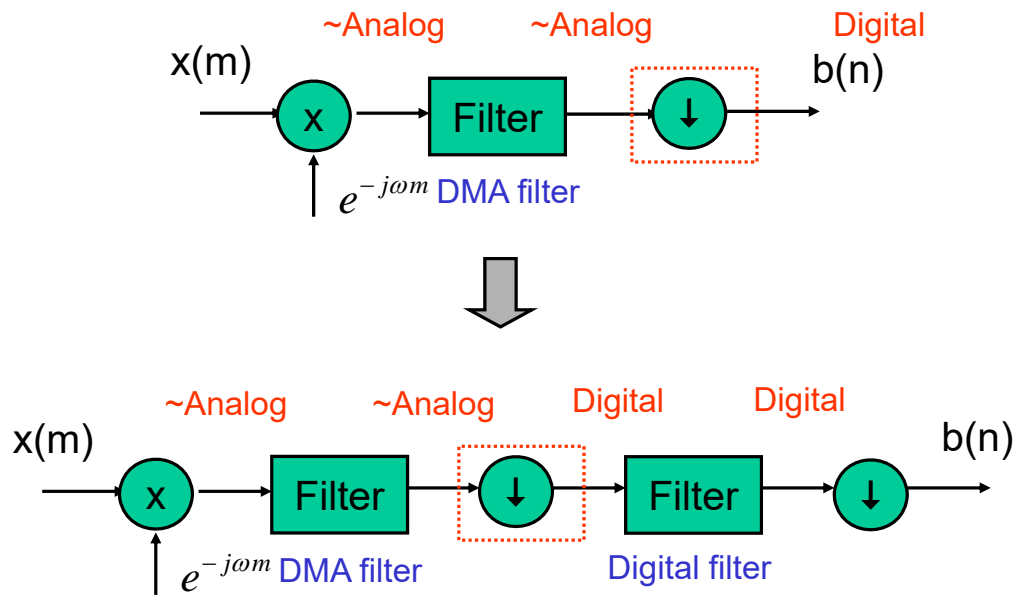 ~Analog ~Analog Digital
x(m) b(n)
x Filter ↓
e^{-jωm} DMA filter
~Analog ~Analog Digital Digital
x(m) b(n)
x Filter ↓ Filter ↓
e^{-jωm} DMA filter Digital filter